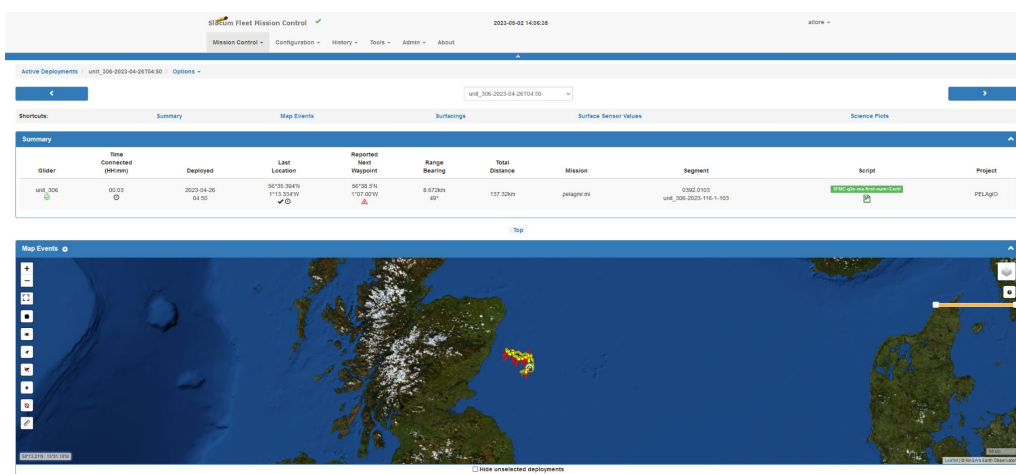 Slocum Fleet Mission Control
2023-05-02 14:06:36
allore
Mission Control
Configuration
History
Tools
Admin
About
Active Deployments / unit_306-2023-04-26T04:50 / Options
unit_306-2023-04-26T04:50
Shortcuts:
Summary
Map Events
Surfacings
Surface Sensor Values
Science Plots
Summary
Glider
Time Connected (HH:mm)
Deployed
Last Location
Reported Next Waypoint
Range Bearing
Total Distance
Mission
Segment
Script
Project
unit_306
00:03
2023-04-26 04:50
56°35.394'N 1°13.334'W
56°38.5'N 1°07.00'W
8.672km 49°
137.32km
0392.0103 unit_306-2023-116-1-103
PELAgIO
Top
Map Events
Hide unselected deployments